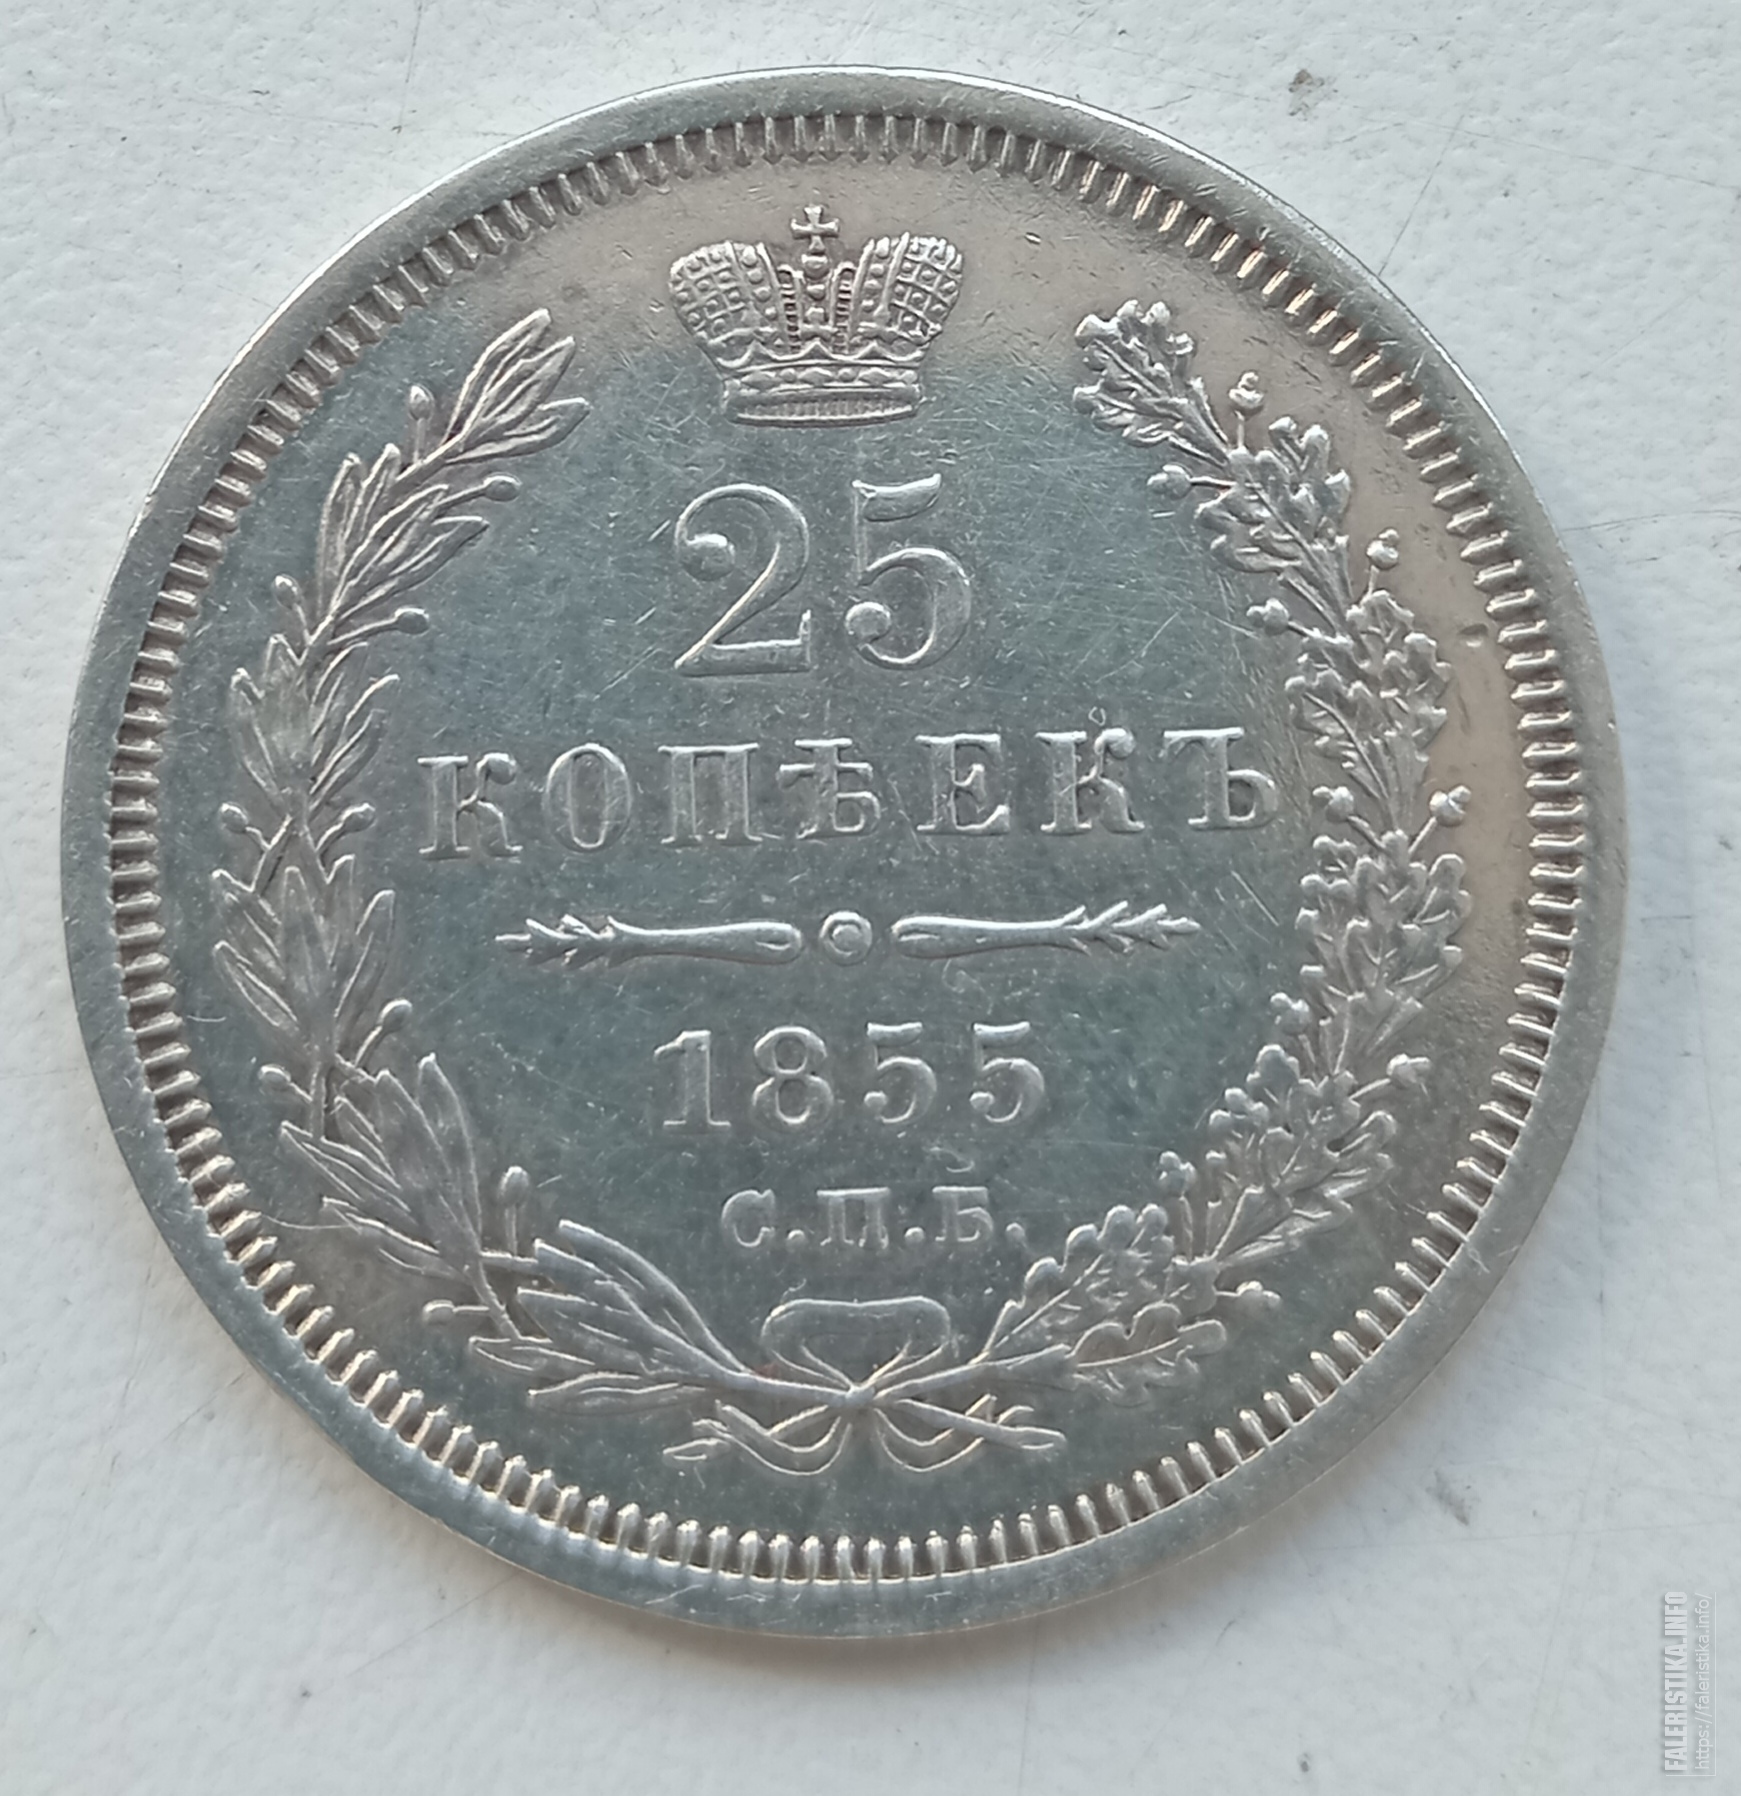 25
КОПѢЕКЪ
1855
С.П.Б.
FALERISTIKA.INFO
https://faleristika.info/